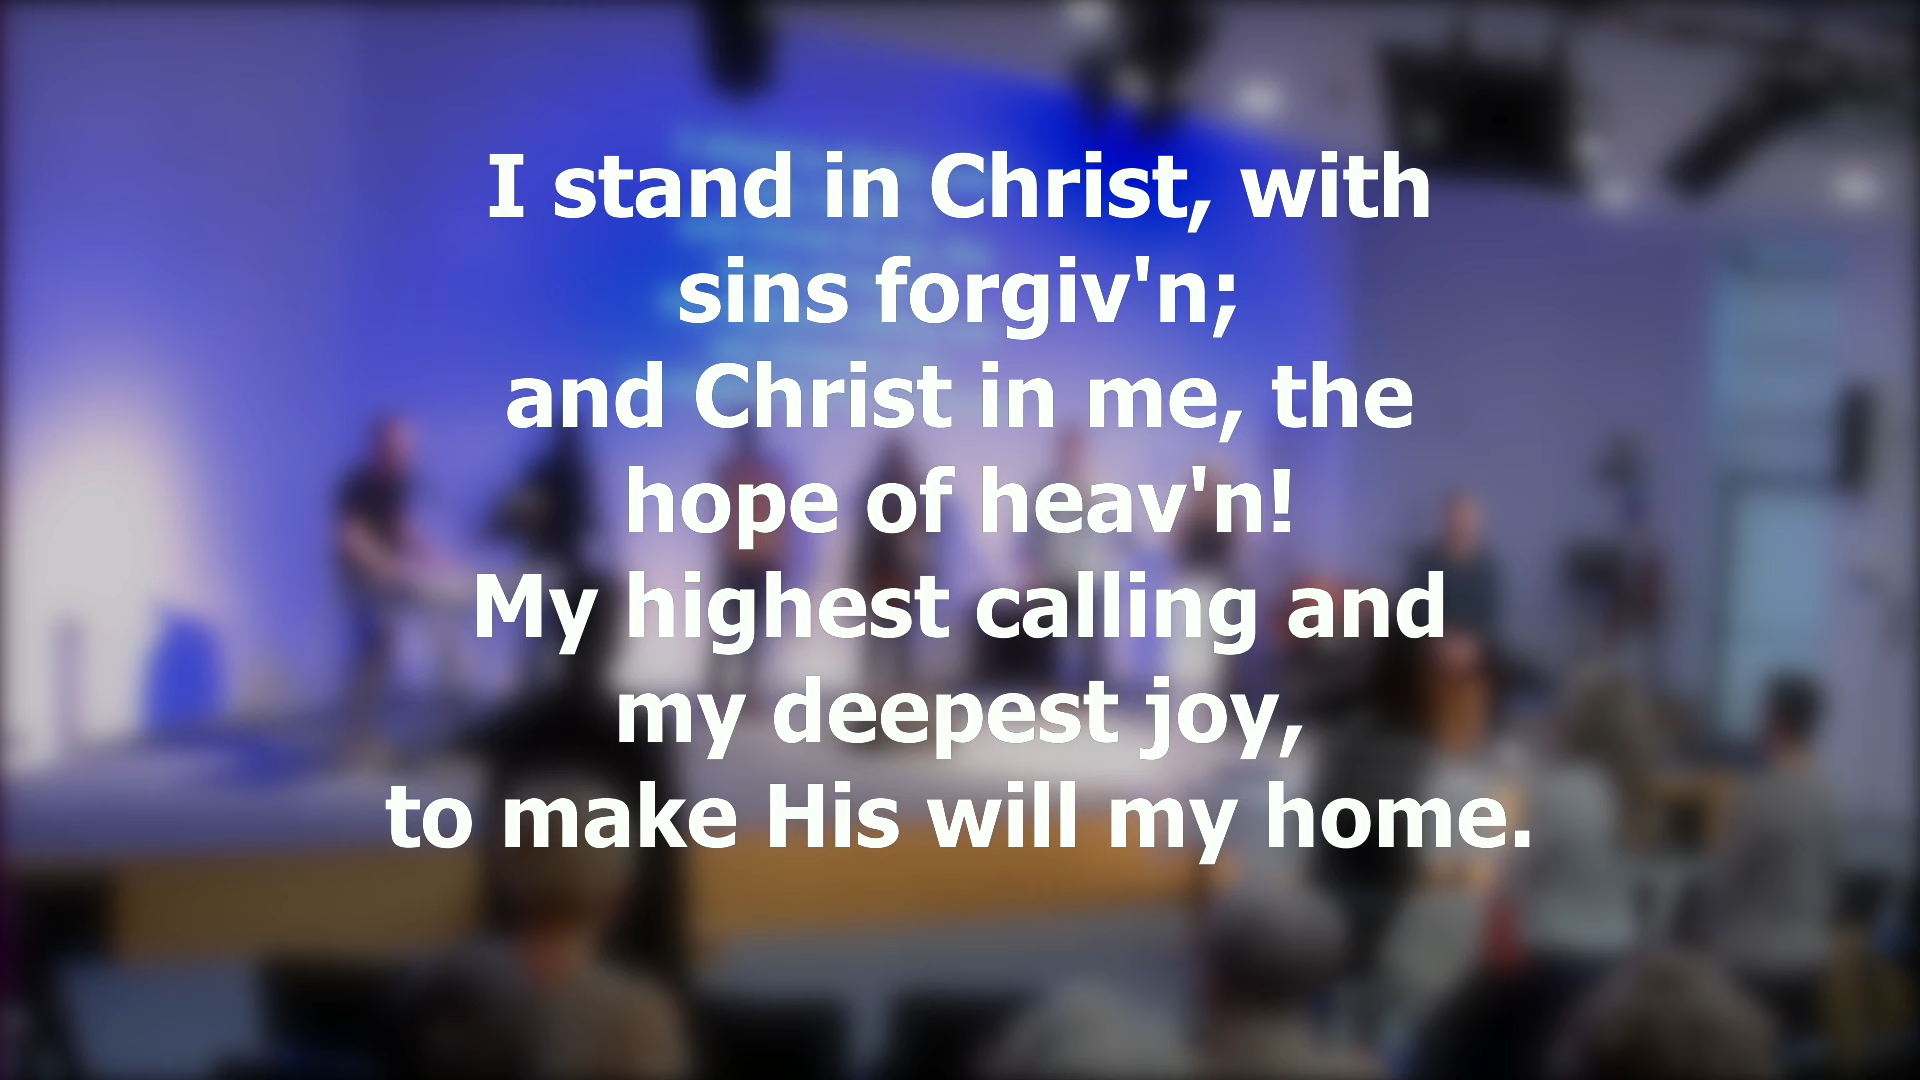 I stand in Christ, with
sins forgiv'n;
and Christ in me, the
hope of heav'n!
My highest calling and
my deepest joy,
to make His will my home.